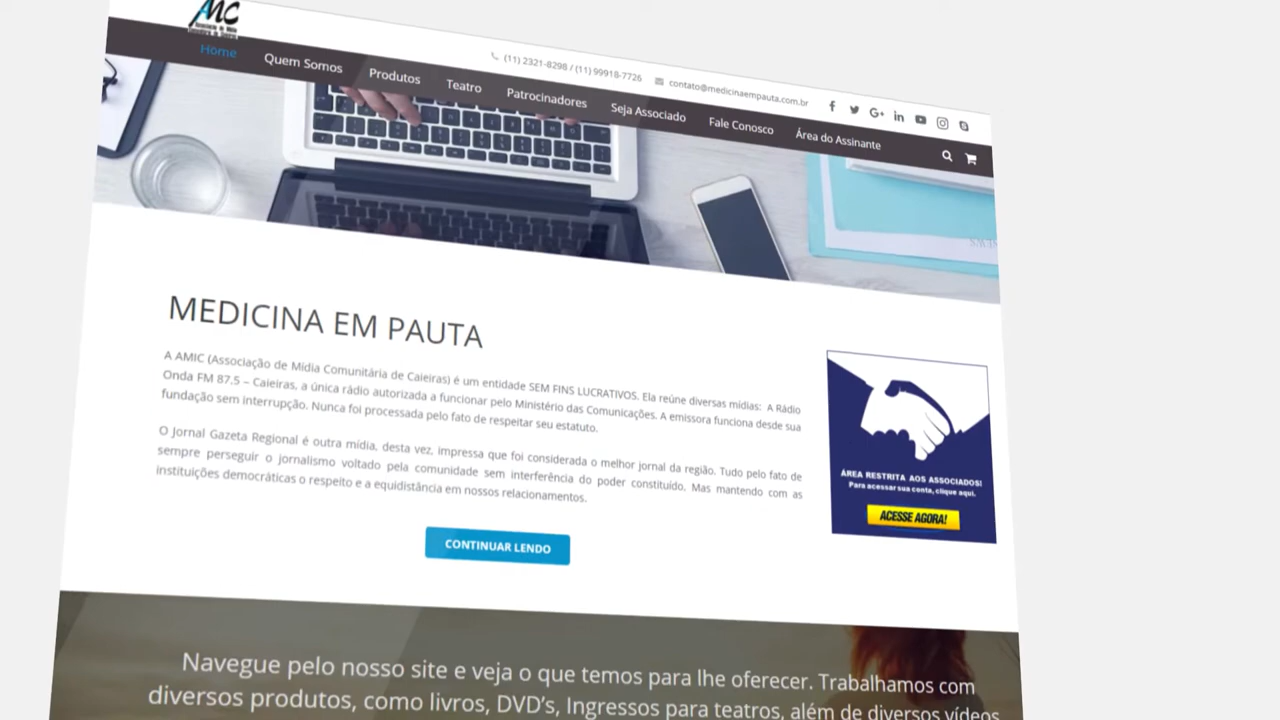 AMC
(11) 2321-8298 / (11) 99918-7726
contato@medicinaempauta.com.br
Home
Quem Somos
Produtos
Teatro
Patrocinadores
Seja Associado
Fale Conosco
Área do Assinante
MEDICINA EM PAUTA
A AMIC (Associação de Mídia Comunitária de Caieiras) é um entidade SEM FINS LUCRATIVOS. Ela reúne diversas mídias: A Rádio
Onda FM 87.5 – Caieiras, a única rádio autorizada a funcionar pelo Ministério das Comunicações. A emissora funciona desde sua
fundação sem interrupção. Nunca foi processada pelo fato de respeitar seu estatuto.
O Jornal Gazeta Regional é outra mídia, desta vez, impressa que foi considerada o melhor jornal da região. Tudo pelo fato de
sempre perseguir o jornalismo voltado pela comunidade sem interferência do poder constituído. Mas mantendo com as
instituições democráticas o respeito e a equidistância em nossos relacionamentos.
CONTINUAR LENDO
ÁREA RESTRITA AOS ASSOCIADOS!
Para acessar sua conta, clique aqui.
ACESSE AGORA!
Navegue pelo nosso site e veja o que temos para lhe oferecer. Trabalhamos com
diversos produtos, como livros, DVD's, Ingressos para teatros, além de diversos vídeos